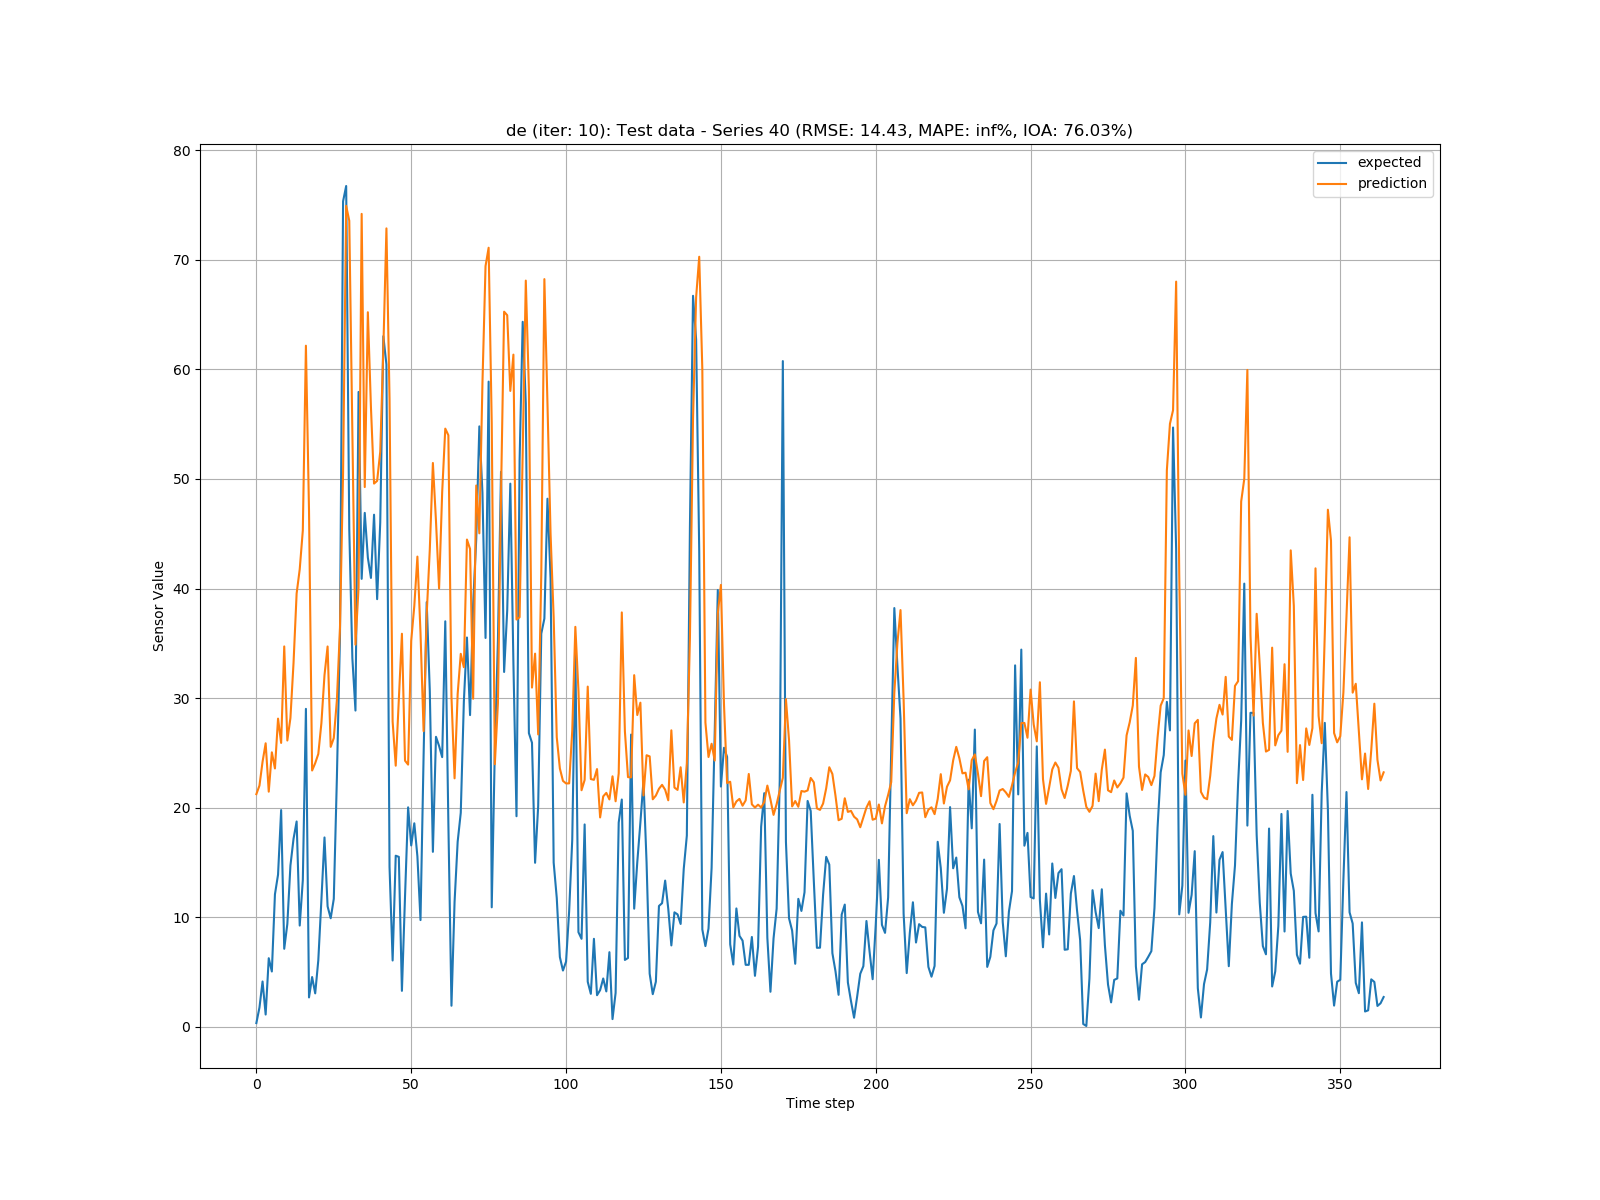 de (iter: 10): Test data - Series 40 (RMSE: 14.43, MAPE: inf%, IOA: 76.03%)
expected
prediction
80
70
60
50
40
30
20
10
0
Sensor Value
0 50 100 150 200 250 300 350
Time step